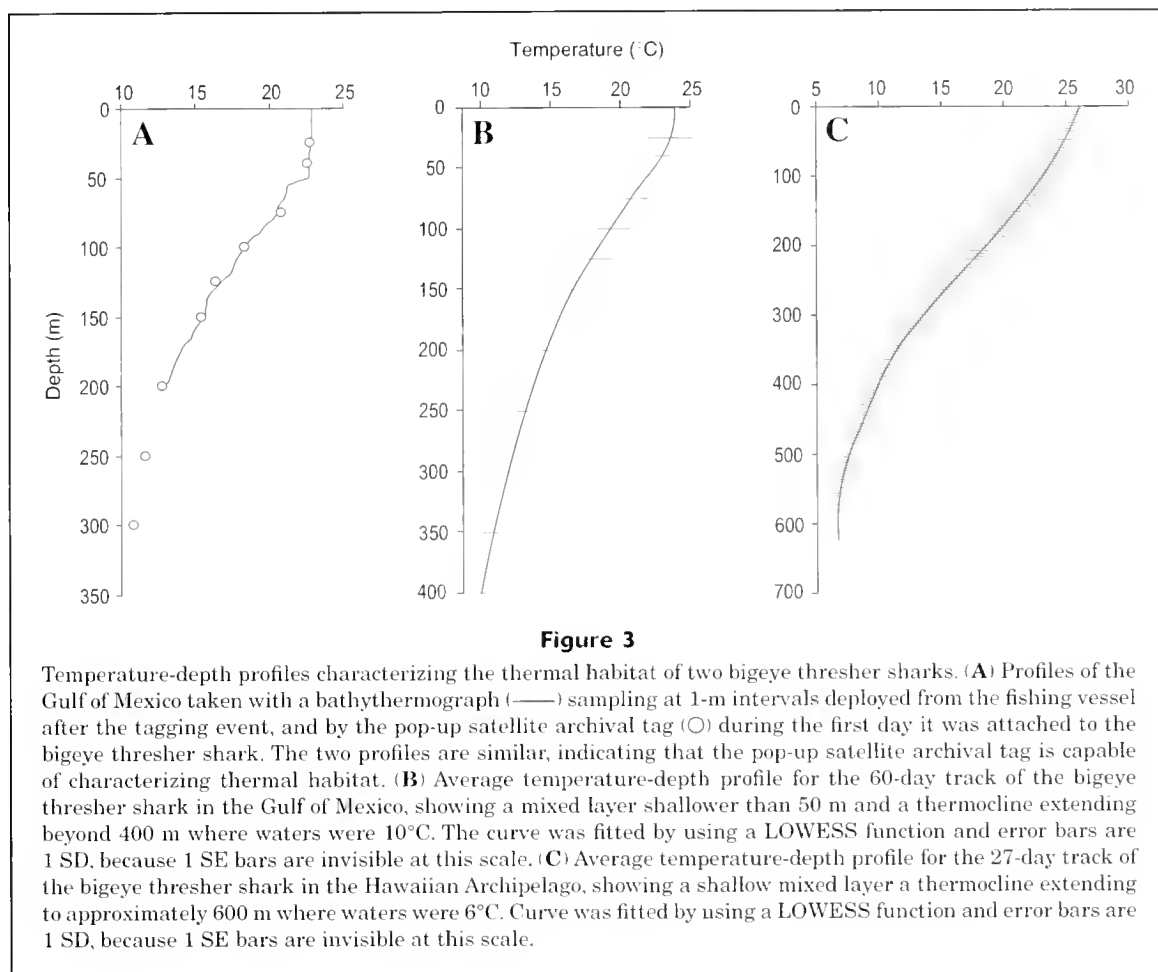 Temperature (°C)
10 15 20 25
10 15 20 25
5 10 15 20 25 30
A
B
C
Depth (m)
0
50
100
150
200
250
300
350
0
50
100
150
200
250
300
350
400
0
100
200
300
400
500
600
700
Figure 3
Temperature-depth profiles characterizing the thermal habitat of two bigeye thresher sharks. (A) Profiles of the
Gulf of Mexico taken with a bathythermograph (——) sampling at 1-m intervals deployed from the fishing vessel
after the tagging event, and by the pop-up satellite archival tag (○) during the first day it was attached to the
bigeye thresher shark. The two profiles are similar, indicating that the pop-up satellite archival tag is capable
of characterizing thermal habitat. (B) Average temperature-depth profile for the 60-day track of the bigeye
thresher shark in the Gulf of Mexico, showing a mixed layer shallower than 50 m and a thermocline extending
beyond 400 m where waters were 10°C. The curve was fitted by using a LOWESS function and error bars are
1 SD, because 1 SE bars are invisible at this scale. (C) Average temperature-depth profile for the 27-day track of
the bigeye thresher shark in the Hawaiian Archipelago, showing a shallow mixed layer a thermocline extending
to approximately 600 m where waters were 6°C. Curve was fitted by using a LOWESS function and error bars are
1 SD, because 1 SE bars are invisible at this scale.